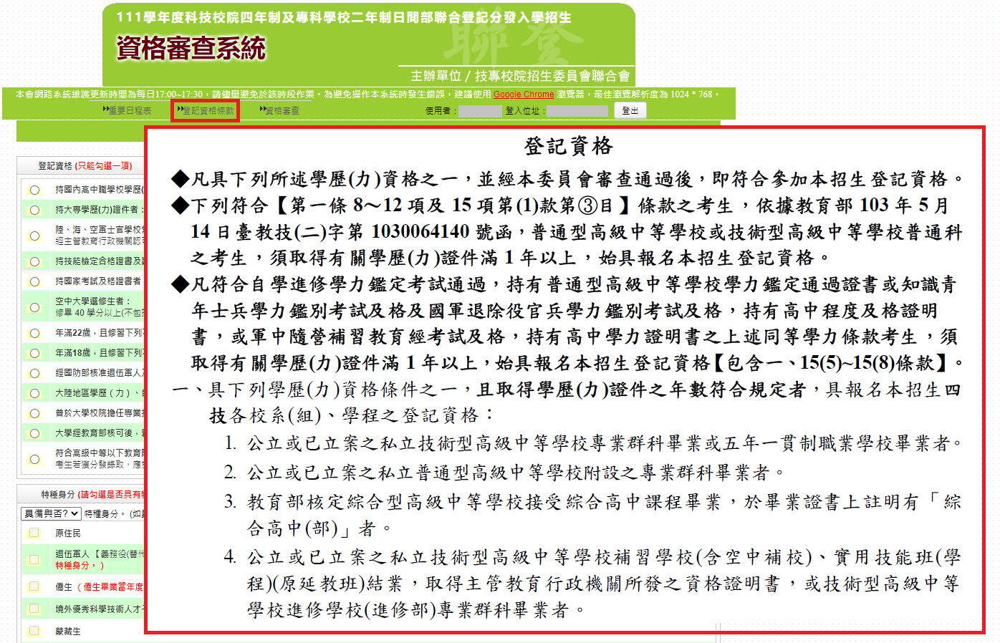 111學年度科技校院四年制及專科學校二年制日間部聯合登記分發入學招生
聯登
資格審查系統
主辦單位 / 技專校院招生委員會聯合會
本會網路系統維護更新時間為每日17:00~17:30，請儘量避免於該時段作業。為避免操作本系統時發生錯誤，建議使用 Google Chrome 瀏覽器，最佳瀏覽解析度為 1024 * 768。
重要日程表 登記資格條款 資格審查 使用者： 登入位址： 登出
登記資格
◆凡具下列所述學歷(力)資格之一，並經本委員會審查通過後，即符合參加本招生登記資格。
◆下列符合【第一條 8～12 項及 15 項第(1)款第③目】條款之考生，依據教育部 103 年 5 月
14 日臺教技(二)字第 1030064140 號函，普通型高級中等學校或技術型高級中等學校普通科
之考生，須取得有關學歷(力)證件滿 1 年以上，始具報名本招生登記資格。
◆凡符合自學進修學力鑑定考試通過，持有普通型高級中等學校學力鑑定通過證書或知識青
年士兵學力鑑別考試及格及國軍退除役官兵學力鑑別考試及格，持有高中程度及格證明
書，或軍中隨營補習教育經考試及格，持有高中學力證明書之上述同等學力條款考生，須
取得有關學歷(力)證件滿 1 年以上，始具報名本招生登記資格【包含一、15(5)~15(8)條款】。
一、具下列學歷(力)資格條件之一，且取得學歷(力)證件之年數符合規定者，具報名本招生四
技各校系(組)、學程之登記資格：
1. 公立或已立案之私立技術型高級中等學校專業群科畢業或五年一貫制職業學校畢業者。
2. 公立或已立案之私立普通型高級中等學校附設之專業群科畢業者。
3. 教育部核定綜合型高級中等學校接受綜合高中課程畢業，於畢業證書上註明有「綜
合高中(部)」者。
4. 公立或已立案之私立技術型高級中等學校補習學校(含空中補校)、實用技能班(學
程)(原延教班)結業，取得主管教育行政機關所發之資格證明書，或技術型高級中等
學校進修學校(進修部)專業群科畢業者。
登記資格 (只能勾選一項)
持國內高中職學校學歷(
持大專學歷(力)證件者：
陸、海、空軍士官學校
經主管教育行政機關認
持技能檢定合格證書及
持國家考試及格證書者
空中大學選修生者：
修畢 40 學分以上(不包
年滿22歲，且修習下列
年滿18歲，且修習下列
經國防部核准退伍軍人
大陸地區學歷（力）、
曾於大學校院擔任專業
大學經教育部核可後，
符合高級中等以下教育
考生若獲分發錄取，應
特種身分 (請勾選是否具有
具備與否? 特種身分。 (如
原住民
退伍軍人 【義務役(替代
特種身分。）
僑生（ 僑生畢業當年度
境外優秀科學技術人才
蒙藏生